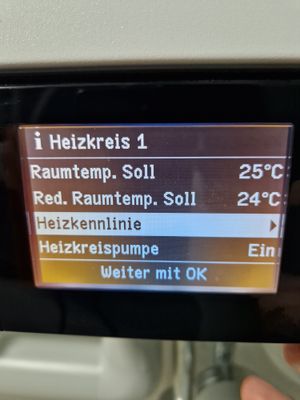 i Heizkreis 1
Raumtemp. Soll 25°C
Red. Raumtemp. Soll 24°C
Heizkennlinie
Heizkreispumpe Ein
Weiter mit OK